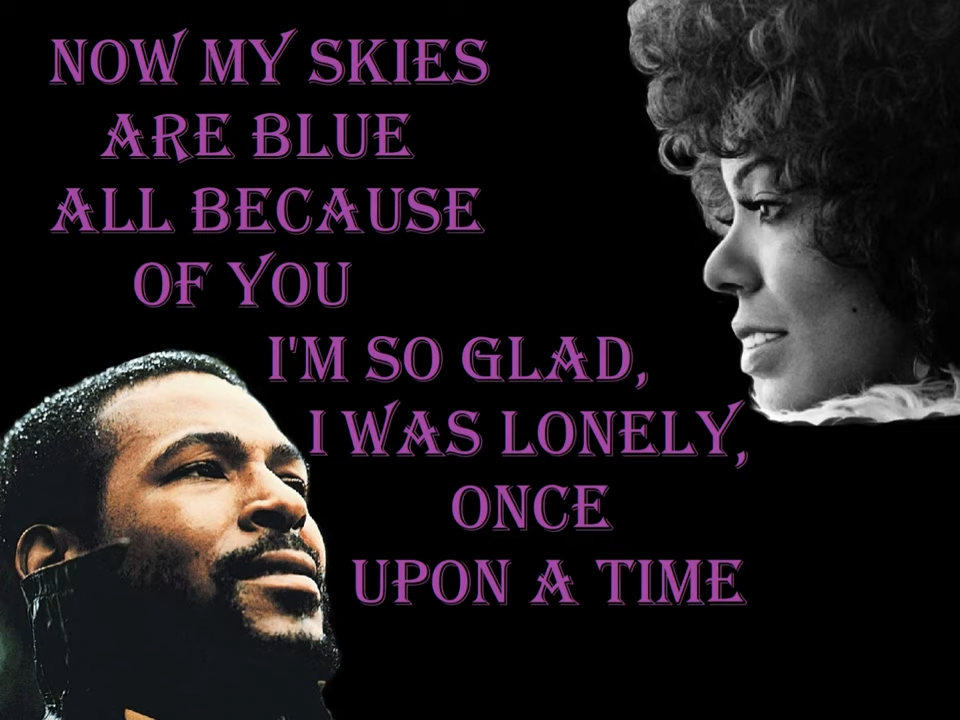 NOW MY SKIES
ARE BLUE
ALL BECAUSE
OF YOU
I'M SO GLAD,
I WAS LONELY,
ONCE
UPON A TIME